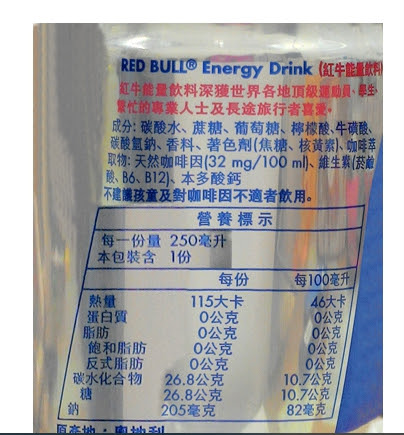 RED BULL® Energy Drink (紅牛能量飲料
紅牛能量飲料深獲世界各地頂級運動員、學生、
繁忙的專業人士及長途旅行者喜愛。
成分: 碳酸水、蔗糖、葡萄糖、檸檬酸、牛磺酸、
碳酸氫鈉、香料、著色劑(焦糖、核黃素)、咖啡萃
取物: 天然咖啡因(32 mg/100 ml)、維生素(菸鹼
酸、B6、B12)、本多酸鈣
不建議孩童及對咖啡因不適者飲用。
營養標示
每一份量 250毫升
本包裝含 1份
每份 每100毫升
熱量 115大卡 46大卡
蛋白質 0公克 0公克
脂肪 0公克 0公克
飽和脂肪 0公克 0公克
反式脂肪 0公克 0公克
碳水化合物 26.8公克 10.7公克
糖 26.8公克 10.7公克
鈉 205毫克 82毫克
原產地：奧地利